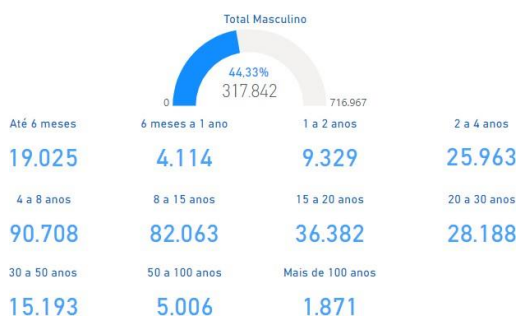 Total Masculino
44,33%
317.842
0 716.967
Até 6 meses 6 meses a 1 ano 1 a 2 anos 2 a 4 anos
19.025 4.114 9.329 25.963
4 a 8 anos 8 a 15 anos 15 a 20 anos 20 a 30 anos
90.708 82.063 36.382 28.188
30 a 50 anos 50 a 100 anos Mais de 100 anos
15.193 5.006 1.871